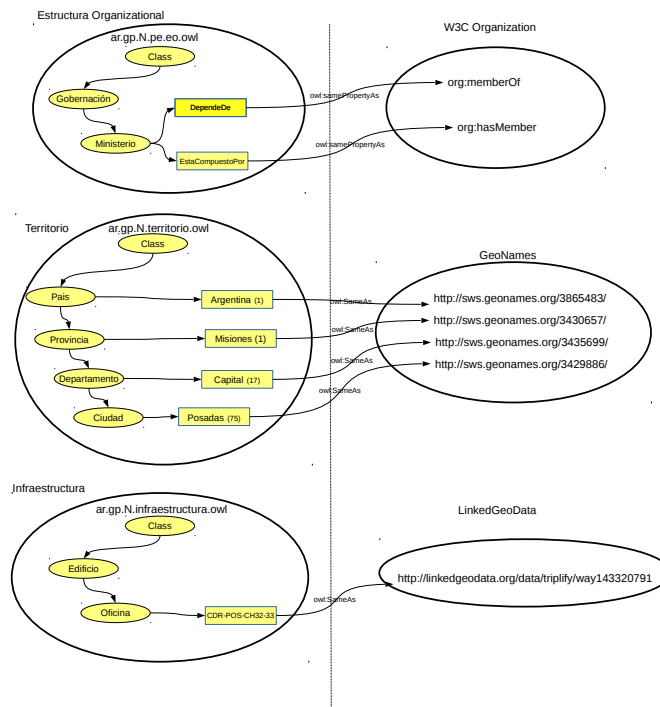 Estructura Organizacional
W3C Organization
ar.gp.N.pe.eo.owl
Class
Gobernación
DependeDe
Ministerio
EstaCompuestoPor
owl:samePropertyAs
org:memberOf
owl:samePropertyAs
org:hasMember
Territorio
ar.gp.N.territorio.owl
Class
GeoNames
Pais
Argentina (1)
owl:SameAs
http://sws.geonames.org/3865483/
Provincia
Misiones (1)
owl:SameAs
http://sws.geonames.org/3430657/
Departamento
Capital (17)
owl:SameAs
http://sws.geonames.org/3435699/
Ciudad
Posadas (75)
owl:SameAs
http://sws.geonames.org/3429886/
Infraestructura
ar.gp.N.infraestructura.owl
Class
LinkedGeoData
Edificio
Oficina
CDR-POS-CH32-33
owl:SameAs
http://linkedgeodata.org/data/triplify/way143320791